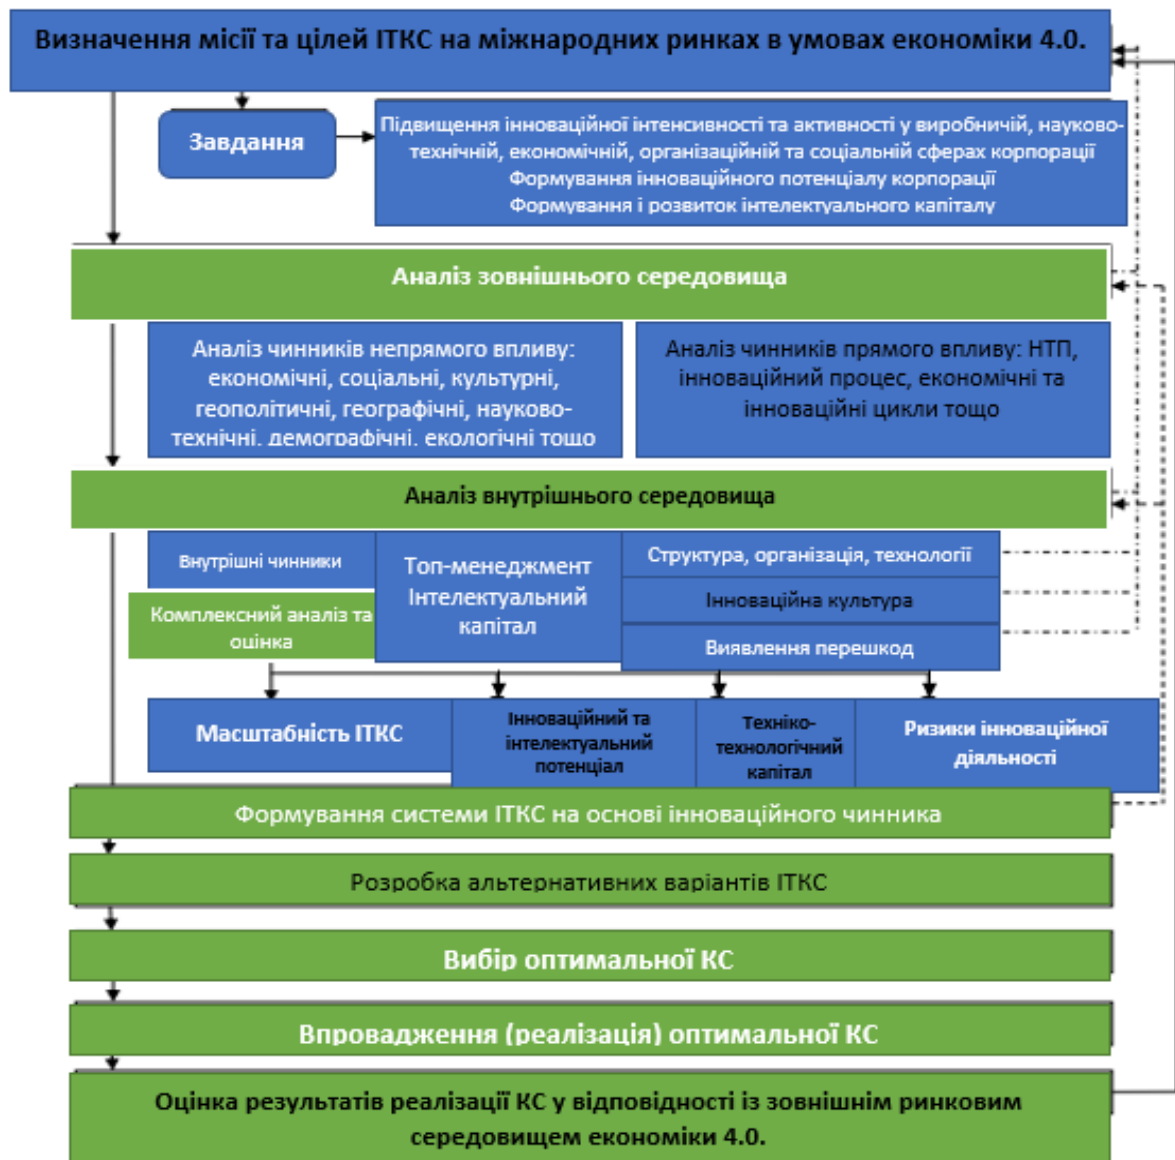 Визначення місії та цілей ІТКС на міжнародних ринках в умовах економіки 4.0.
Завдання
Підвищення інноваційної інтенсивності та активності у виробничій, науково-
технічній, економічній, організаційній та соціальній сферах корпорації
Формування інноваційного потенціалу корпорації
Формування і розвиток інтелектуального капіталу
Аналіз зовнішнього середовища
Аналіз чинників непрямого впливу:
економічні, соціальні, культурні,
геополітичні, географічні, науково-
технічні, демографічні, екологічні тощо
Аналіз чинників прямого впливу: НТП,
інноваційний процес, економічні та
інноваційні цикли тощо
Аналіз внутрішнього середовища
Внутрішні чинники
Комплексний аналіз та
оцінка
Топ-менеджмент
Інтелектуальний
капітал
Структура, організація, технології
Інноваційна культура
Виявлення перешкод
Масштабність ІТКС
Інноваційний та
інтелектуальний
потенціал
Техніко-
технологічний
капітал
Ризики інноваційної
діяльності
Формування системи ІТКС на основі інноваційного чинника
Розробка альтернативних варіантів ІТКС
Вибір оптимальної КС
Впровадження (реалізація) оптимальної КС
Оцінка результатів реалізації КС у відповідності із зовнішнім ринковим
середовищем економіки 4.0.